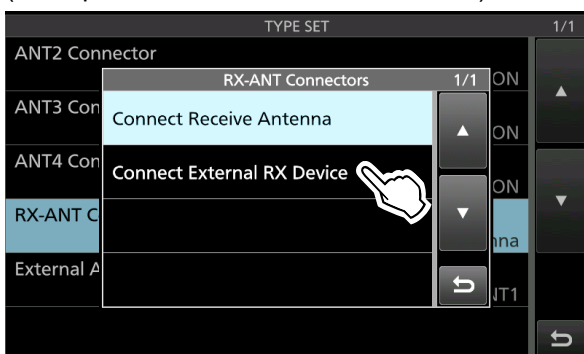 TYPE SET 1/1
ANT2 Connector
ON
RX-ANT Connectors 1/1
ANT3 Con
Connect Receive Antenna
ON
ANT4 Con
Connect External RX Device
ON
RX-ANT C
nna
External A
NT1